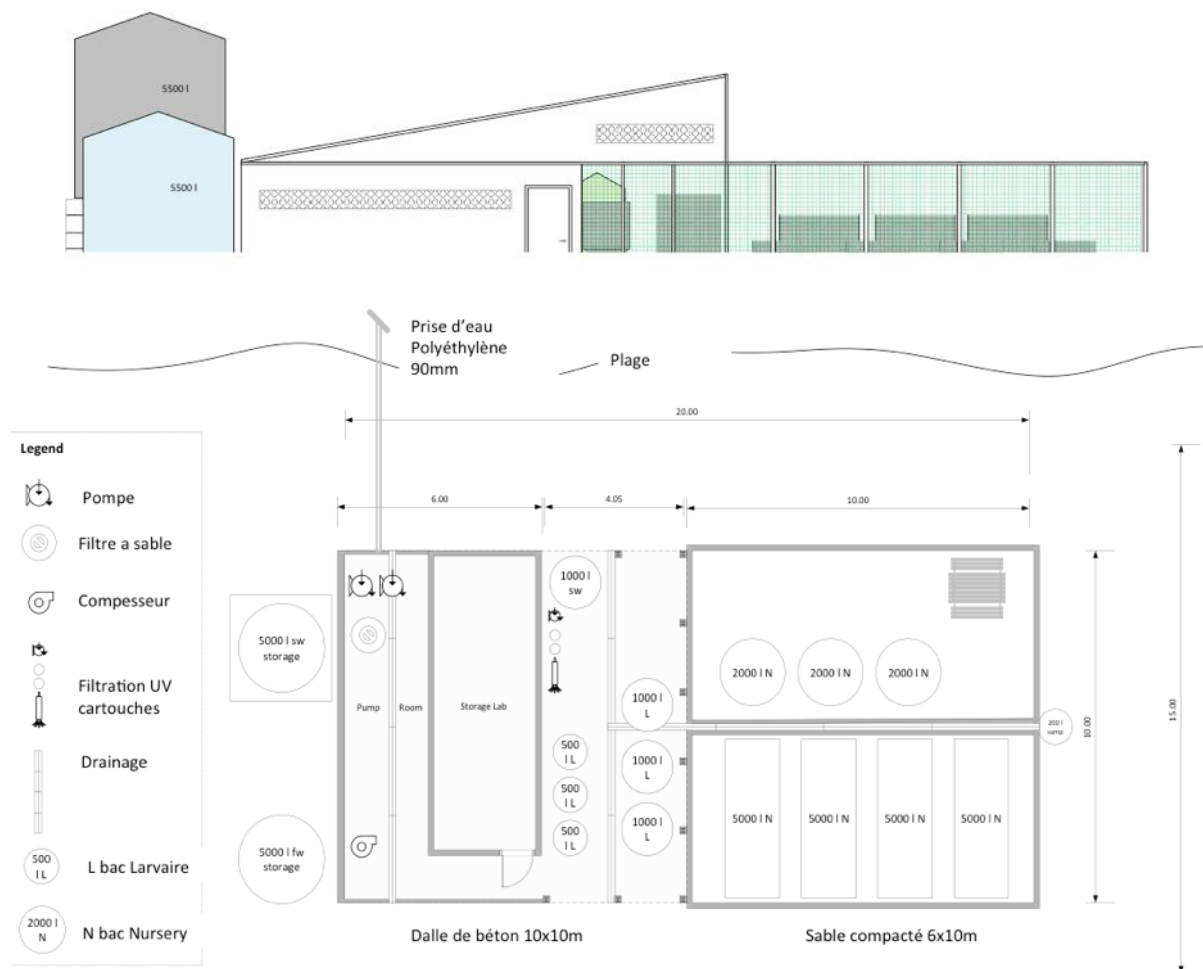 5500 l
5500 l
Prise d'eau
Polyéthylène
90mm
Plage
20.00
Legend
Pompe
Filtre a sable
Compesseur
Filtration UV
cartouches
Drainage
500
l L
L bac Larvaire
2000 l
N
N bac Nursery
6.00
4.05
10.00
15.00
10.00
5000 l sw
storage
5000 l fw
storage
Pump
Room
Storage Lab
1000 l
sw
1000 l
L
1000 l
L
1000 l
L
500
l L
500
l L
500
l L
2000 l N
2000 l N
2000 l N
200 l
sump
5000 l N
5000 l N
5000 l N
5000 l N
Dalle de béton 10x10m
Sable compacté 6x10m